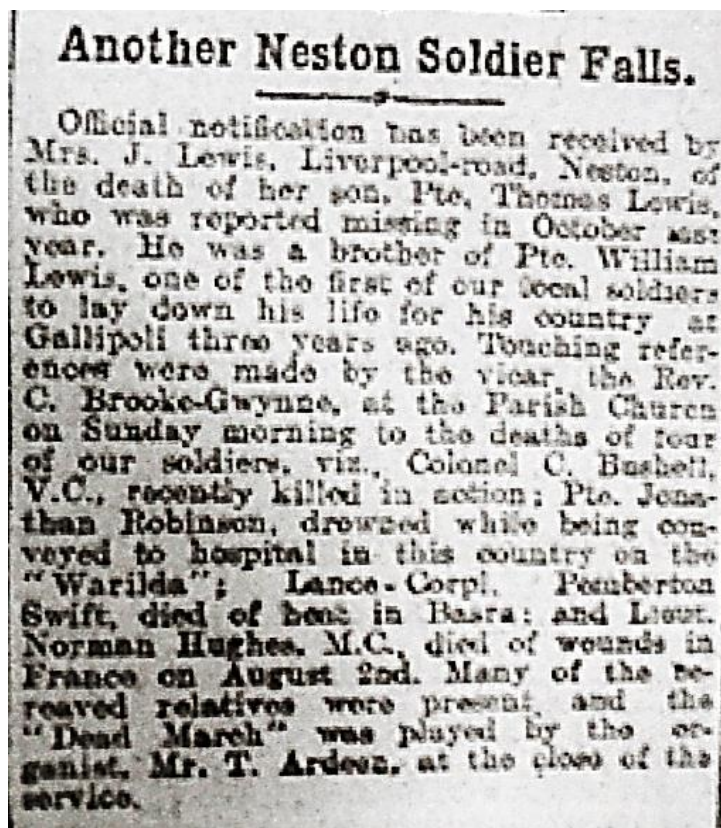 Another Neston Soldier Falls.
Official notification has been received by
Mrs. J. Lewis, Liverpool-road, Neston, of
the death of her son, Pte. Thomas Lewis,
who was reported missing in October last
year. He was a brother of Pte. William
Lewis, one of the first of our local soldiers
to lay down his life for his country at
Gallipoli three years ago. Touching refer-
ences were made by the vicar, the Rev.
C. Brooke-Gwynne, at the Parish Church
on Sunday morning to the deaths of four
of our soldiers, viz., Colonel C. Bushell,
V.C., recently killed in action; Pte. Jona-
than Robinson, drowned while being con-
veyed to hospital in this country on the
"Warilda"; Lance-Corpl. Pemberton
Swift, died of heat in Basra; and Lieut.
Norman Hughes, M.C., died of wounds in
France on August 2nd. Many of the be-
reaved relatives were present, and the
"Dead March" was played by the or-
ganist, Mr. T. at the close of the
service.